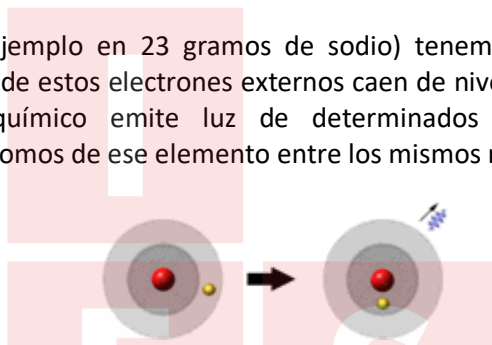 ejemplo en 23 gramos de sodio) tenem
de estos electrones externos caen de nive
químico emite luz de determinados
omos de ese elemento entre los mismos